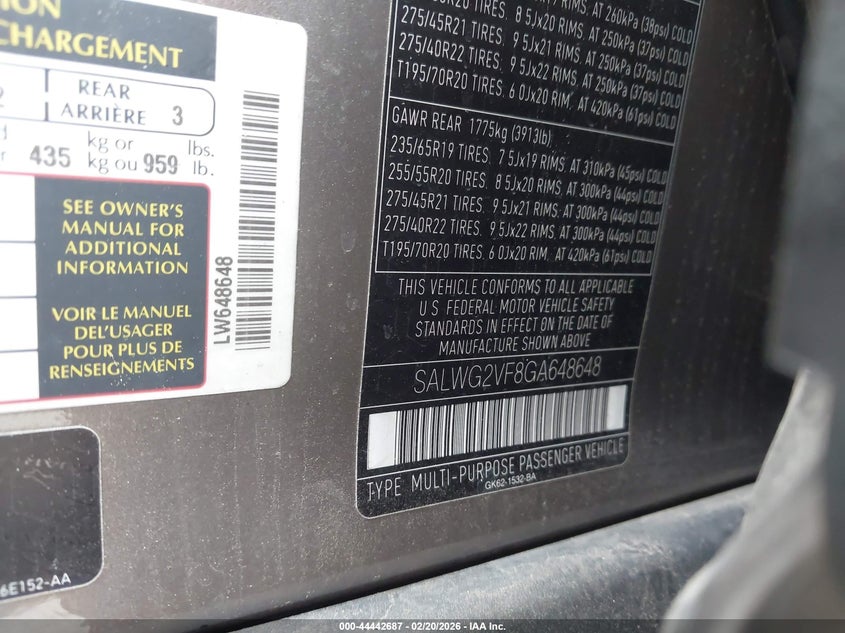 ION
CHARGEMENT
2
REAR
ARRIÈRE 3
435 kg or
kg ou 959 lbs.
lb.
SEE OWNER'S
MANUAL FOR
ADDITIONAL
INFORMATION
VOIR LE MANUEL
DEL'USAGER
POUR PLUS DE
RENSEIGNEMENTS
LW648648
6E152-AA
RIMS, AT 260kPa (38psi) COLD
R20 TIRES, 8 5Jx20 RIMS, AT 250kPa (37psi) COLD
275/45R21 TIRES, 9 5Jx21 RIMS, AT 250kPa (37psi) COLD
275/40R22 TIRES, 9 5Jx22 RIMS, AT 250kPa (37psi) COLD
T195/70R20 TIRES, 6 0Jx20 RIM, AT 420kPa (61psi) COLD
GAWR REAR 1775kg (3913lb)
235/65R19 TIRES, 7 5Jx19 RIMS, AT 310kPa (45psi) COLD
255/55R20 TIRES, 8 5Jx20 RIMS, AT 300kPa (44psi) COLD
275/45R21 TIRES, 9 5Jx21 RIMS, AT 300kPa (44psi) COLD
275/40R22 TIRES, 9 5Jx22 RIMS, AT 300kPa (44psi) COLD
T195/70R20 TIRES, 6 0Jx20 RIM, AT 420kPa (61psi) COLD
THIS VEHICLE CONFORMS TO ALL APPLICABLE
U S FEDERAL MOTOR VEHICLE SAFETY
STANDARDS IN EFFECT ON THE DATE OF
MANUFACTURE SHOWN ABOVE
SALWG2VF8GA648648
TYPE MULTI-PURPOSE PASSENGER VEHICLE
GK62-1532-BA
000-44442687 - 02/20/2026 - IAA Inc.